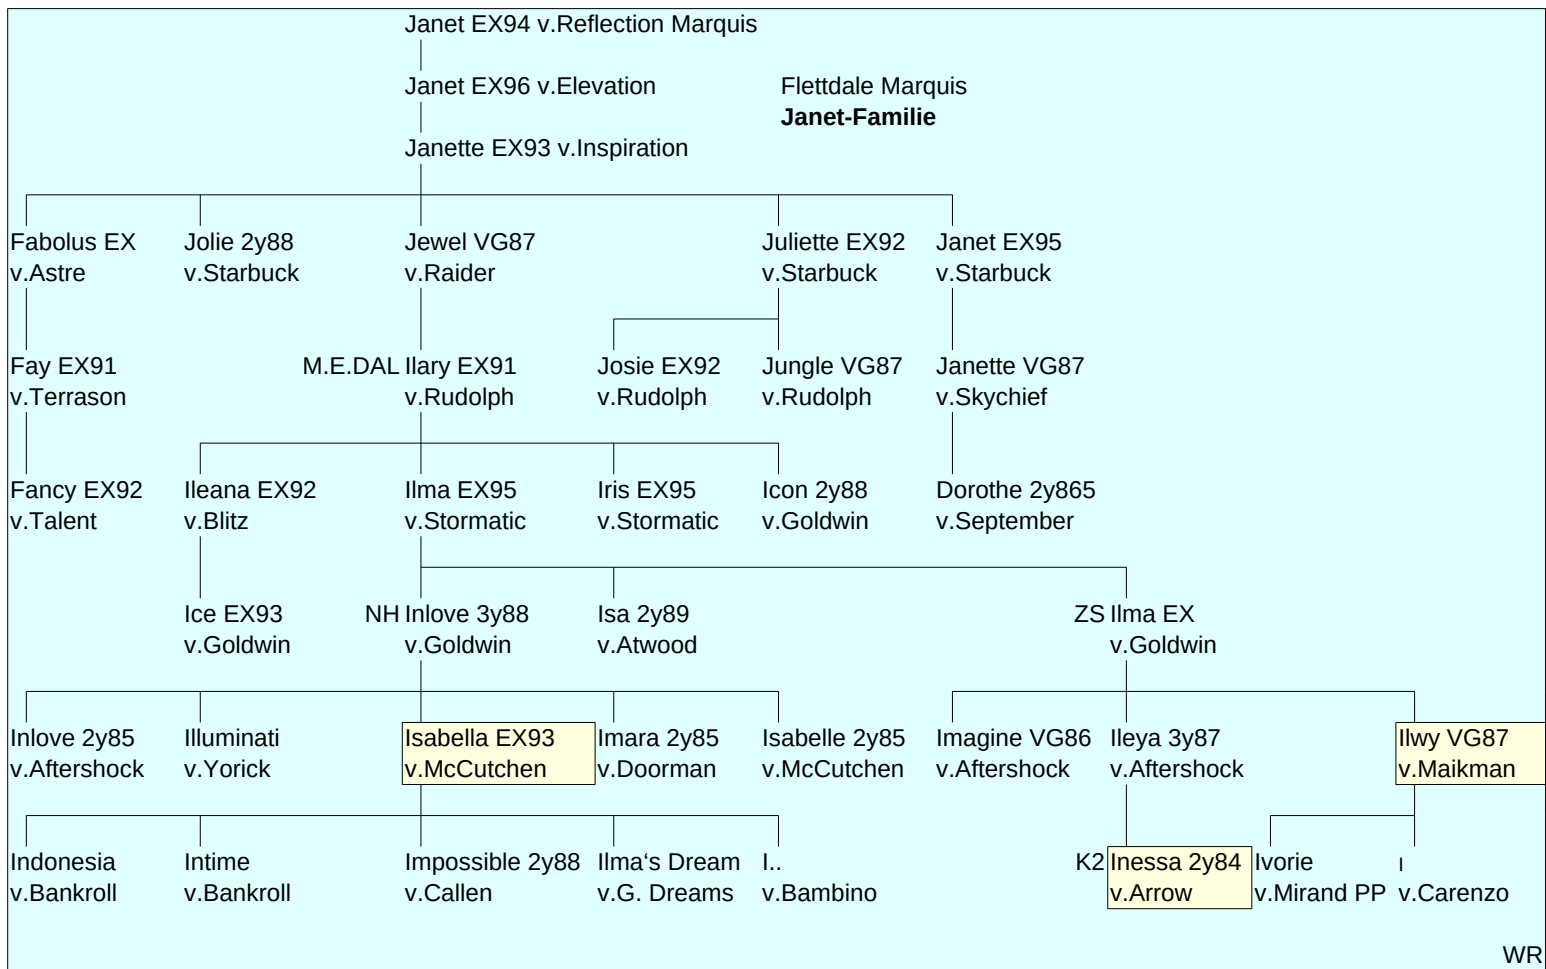 Janet EX94 v.Reflection Marquis
Janet EX96 v.Elevation
Flettdale Marquis
Janet-Familie
Janette EX93 v.Inspiration
Fabolus EX
v.Astre
Jolie 2y88
v.Starbuck
Jewel VG87
v.Raider
Juliette EX92
v.Starbuck
Janet EX95
v.Starbuck
Fay EX91
v.Terrason
M.E.DAL
Ilary EX91
v.Rudolph
Josie EX92
v.Rudolph
Jungle VG87
v.Rudolph
Janette VG87
v.Skychief
Fancy EX92
v.Talent
Ileana EX92
v.Blitz
Ilma EX95
v.Stormatic
Iris EX95
v.Stormatic
Icon 2y88
v.Goldwin
Dorothe 2y865
v.September
Ice EX93
v.Goldwin
NH
Inlove 3y88
v.Goldwin
Isa 2y89
v.Atwood
ZS
Ilma EX
v.Goldwin
Inlove 2y85
v.Aftershock
Illuminati
v.Yorick
Isabella EX93
v.McCutchen
Imara 2y85
v.Doorman
Isabelle 2y85
v.McCutchen
Imagine VG86
v.Aftershock
Ileya 3y87
v.Aftershock
Ilwy VG87
v.Maikman
Indonesia
v.Bankroll
Intime
v.Bankroll
Impossible 2y88
v.Callen
Ilma‘s Dream
v.G. Dreams
I..
v.Bambino
K2
Inessa 2y84
v.Arrow
Ivorie
v.Mirand PP
I
v.Carenzo
WR